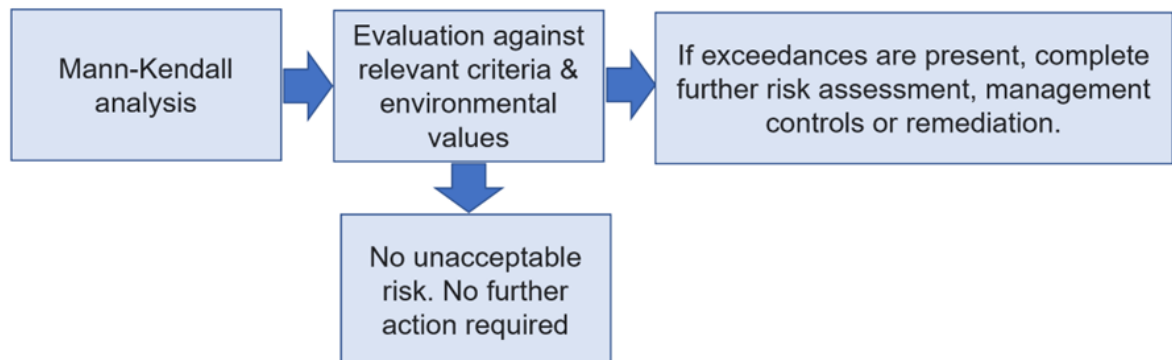 Mann-Kendall
analysis
Evaluation against
relevant criteria &
environmental
values
If exceedances are present, complete
further risk assessment, management
controls or remediation.
No unacceptable
risk. No further
action required